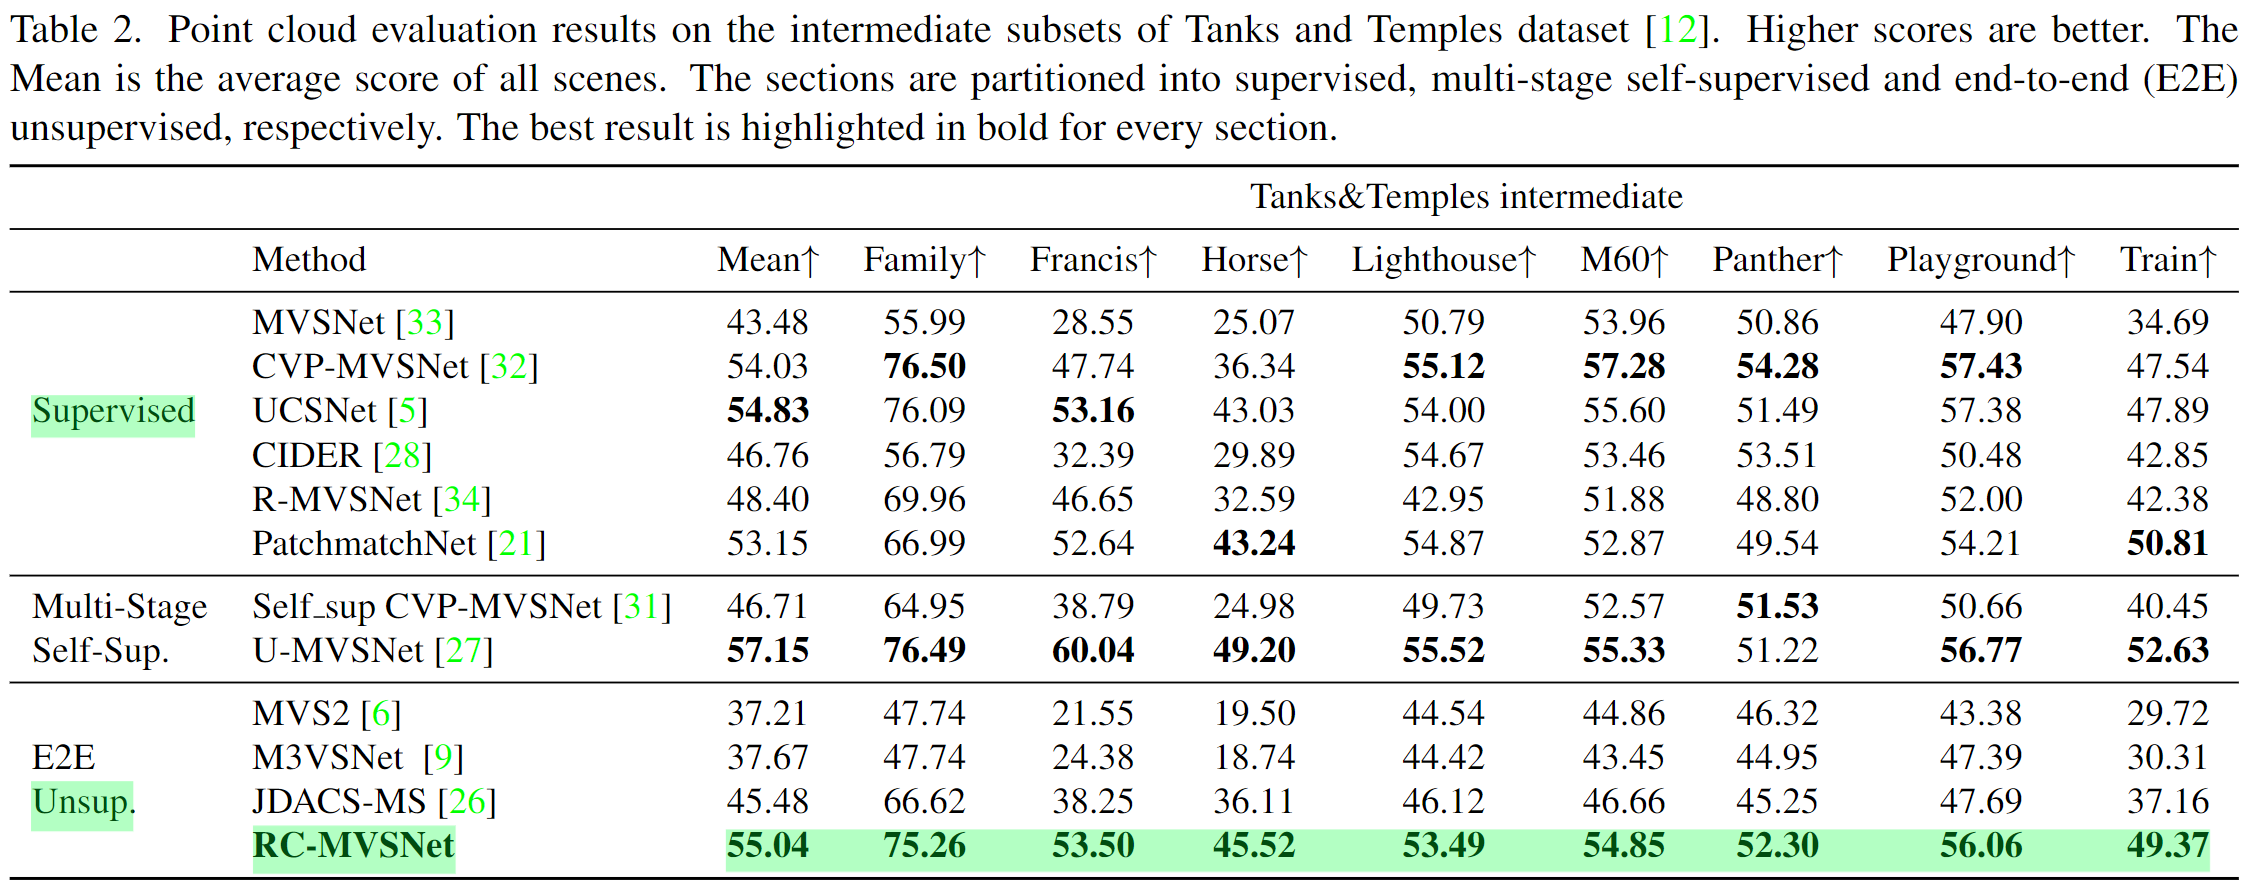 Table 2. Point cloud evaluation results on the intermediate subsets of Tanks and Temples dataset [12]. Higher scores are better. The
Mean is the average score of all scenes. The sections are partitioned into supervised, multi-stage self-supervised and end-to-end (E2E)
unsupervised, respectively. The best result is highlighted in bold for every section.
Tanks&Temples intermediate
Method Mean↑ Family↑ Francis↑ Horse↑ Lighthouse↑ M60↑ Panther↑ Playground↑ Train↑
MVSNet [33] 43.48 55.99 28.55 25.07 50.79 53.96 50.86 47.90 34.69
CVP-MVSNet [32] 54.03 76.50 47.74 36.34 55.12 57.28 54.28 57.43 47.54
Supervised UCSNet [5] 54.83 76.09 53.16 43.03 54.00 55.60 51.49 57.38 47.89
CIDER [28] 46.76 56.79 32.39 29.89 54.67 53.46 53.51 50.48 42.85
R-MVSNet [34] 48.40 69.96 46.65 32.59 42.95 51.88 48.80 52.00 42.38
PatchmatchNet [21] 53.15 66.99 52.64 43.24 54.87 52.87 49.54 54.21 50.81
Multi-Stage Self_sup CVP-MVSNet [31] 46.71 64.95 38.79 24.98 49.73 52.57 51.53 50.66 40.45
Self-Sup. U-MVSNet [27] 57.15 76.49 60.04 49.20 55.52 55.33 51.22 56.77 52.63
MVS2 [6] 37.21 47.74 21.55 19.50 44.54 44.86 46.32 43.38 29.72
E2E M3VSNet [9] 37.67 47.74 24.38 18.74 44.42 43.45 44.95 47.39 30.31
Unsup. JDACS-MS [26] 45.48 66.62 38.25 36.11 46.12 46.66 45.25 47.69 37.16
RC-MVSNet 55.04 75.26 53.50 45.52 53.49 54.85 52.30 56.06 49.37